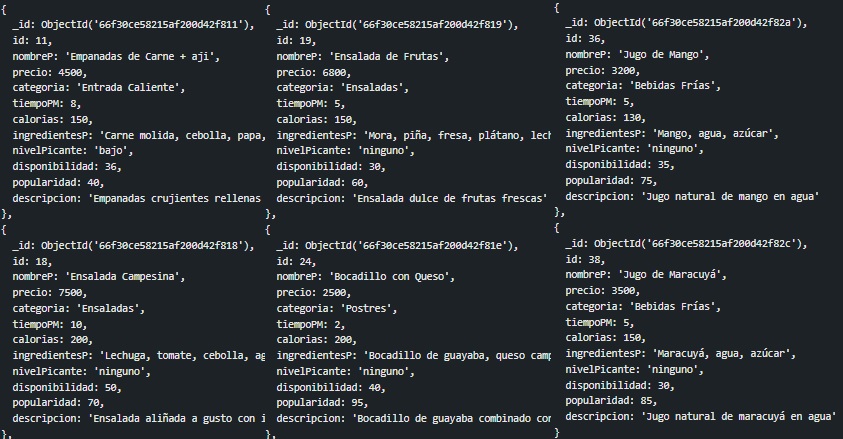 {
_id: ObjectId('66f30ce58215af200d42f811'),
id: 11,
nombreP: 'Empanadas de Carne + aji',
precio: 4500,
categoria: 'Entrada Caliente',
tiempoPM: 8,
calorias: 150,
ingredientesP: 'Carne molida, cebolla, papa,
nivelPicante: 'bajo',
disponibilidad: 36,
popularidad: 40,
descripcion: 'Empanadas crujientes rellenas
},
{
_id: ObjectId('66f30ce58215af200d42f818'),
id: 18,
nombreP: 'Ensalada Campesina',
precio: 7500,
categoria: 'Ensaladas',
tiempoPM: 10,
calorias: 200,
ingredientesP: 'Lechuga, tomate, cebolla, ag
nivelPicante: 'ninguno',
disponibilidad: 50,
popularidad: 70,
descripcion: 'Ensalada aliñada a gusto con i
},
{
_id: ObjectId('66f30ce58215af200d42f819'),
id: 19,
nombreP: 'Ensalada de Frutas',
precio: 6800,
categoria: 'Ensaladas',
tiempoPM: 5,
calorias: 150,
ingredientesP: 'Mora, piña, fresa, plátano, lech
nivelPicante: 'ninguno',
disponibilidad: 30,
popularidad: 60,
descripcion: 'Ensalada dulce de frutas frescas'
},
{
_id: ObjectId('66f30ce58215af200d42f81e'),
id: 24,
nombreP: 'Bocadillo con Queso',
precio: 2500,
categoria: 'Postres',
tiempoPM: 2,
calorias: 200,
ingredientesP: 'Bocadillo de guayaba, queso camp
nivelPicante: 'ninguno',
disponibilidad: 40,
popularidad: 95,
descripcion: 'Bocadillo de guayaba combinado con
},
{
_id: ObjectId('66f30ce58215af200d42f82a'),
id: 36,
nombreP: 'Jugo de Mango',
precio: 3200,
categoria: 'Bebidas Frías',
tiempoPM: 5,
calorias: 130,
ingredientesP: 'Mango, agua, azúcar',
nivelPicante: 'ninguno',
disponibilidad: 35,
popularidad: 75,
descripcion: 'Jugo natural de mango en agua'
},
{
_id: ObjectId('66f30ce58215af200d42f82c'),
id: 38,
nombreP: 'Jugo de Maracuyá',
precio: 3500,
categoria: 'Bebidas Frías',
tiempoPM: 5,
calorias: 150,
ingredientesP: 'Maracuyá, agua, azúcar',
nivelPicante: 'ninguno',
disponibilidad: 30,
popularidad: 85,
descripcion: 'Jugo natural de maracuyá en agua'
}